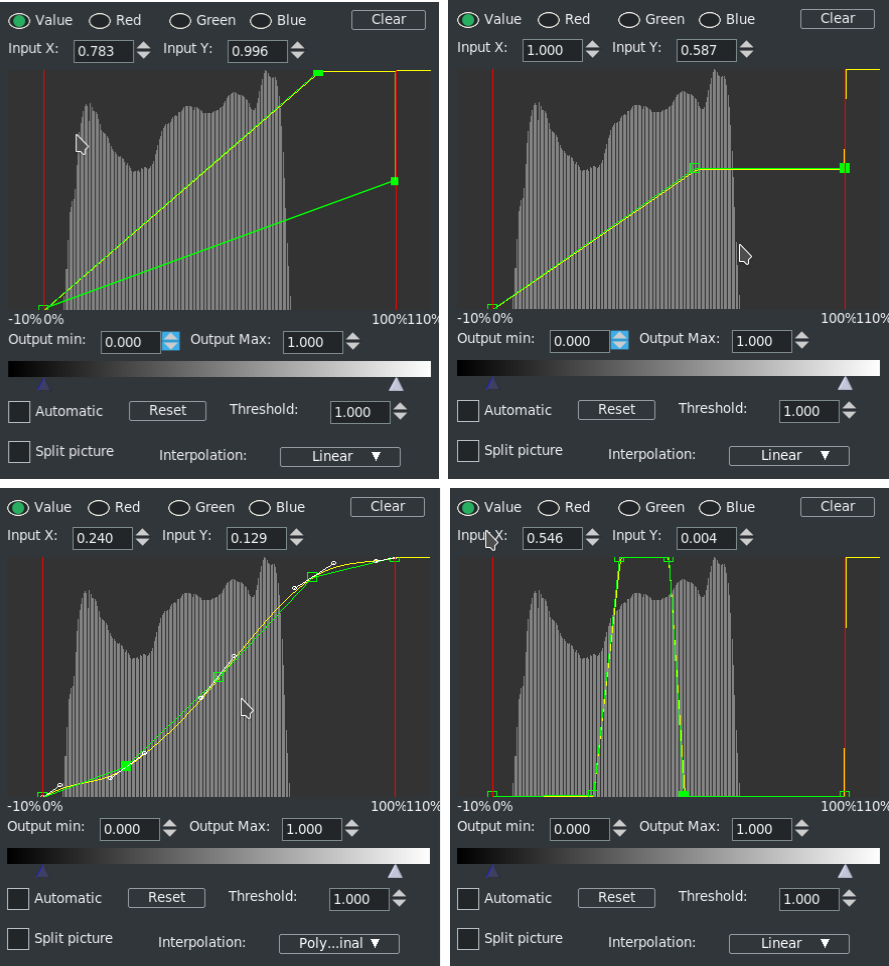 Value Red Green Blue Clear
Input X: 0.783 Input Y: 0.996
-10% 0% 100% 110%
Output min: 0.000 Output Max: 1.000
Automatic Reset Threshold: 1.000
Split picture Interpolation: Linear
Value Red Green Blue Clear
Input X: 1.000 Input Y: 0.587
-10% 0% 100% 110%
Output min: 0.000 Output Max: 1.000
Automatic Reset Threshold: 1.000
Split picture Interpolation: Linear
Value Red Green Blue Clear
Input X: 0.240 Input Y: 0.129
-10% 0% 100% 110%
Output min: 0.000 Output Max: 1.000
Automatic Reset Threshold: 1.000
Split picture Interpolation: Poly...inal
Value Red Green Blue Clear
Input X: 0.546 Input Y: 0.004
-10% 0% 100% 110%
Output min: 0.000 Output Max: 1.000
Automatic Reset Threshold: 1.000
Split picture Interpolation: Linear